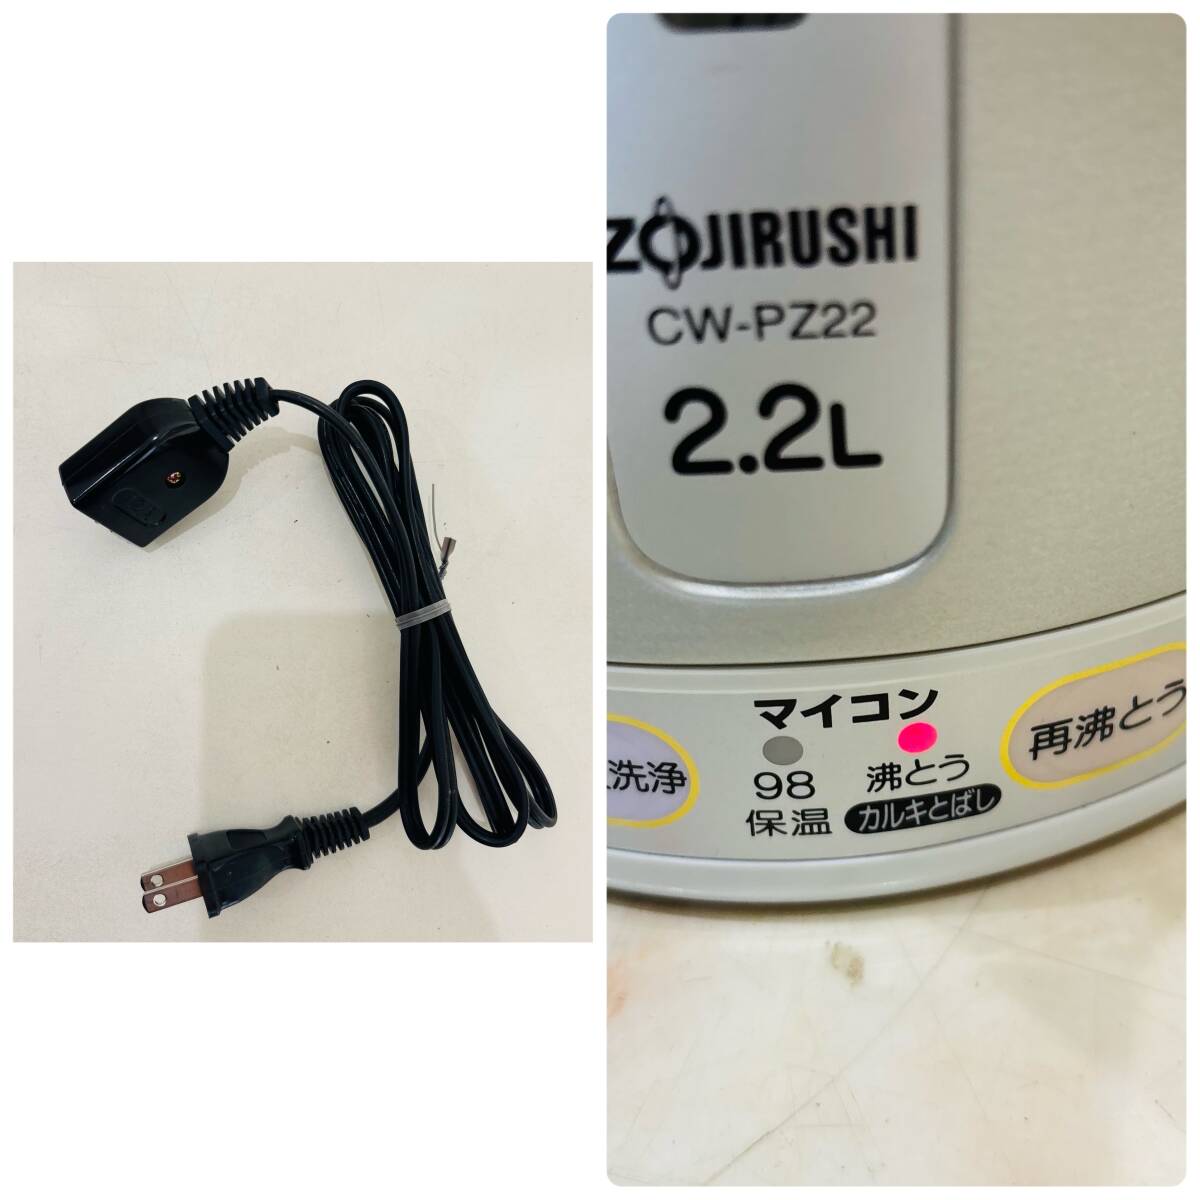 ZOJIRUSHI
CW-PZ22
2.2L
マイコン
洗浄
98
保温
沸とう
カルキとばし
再沸とう